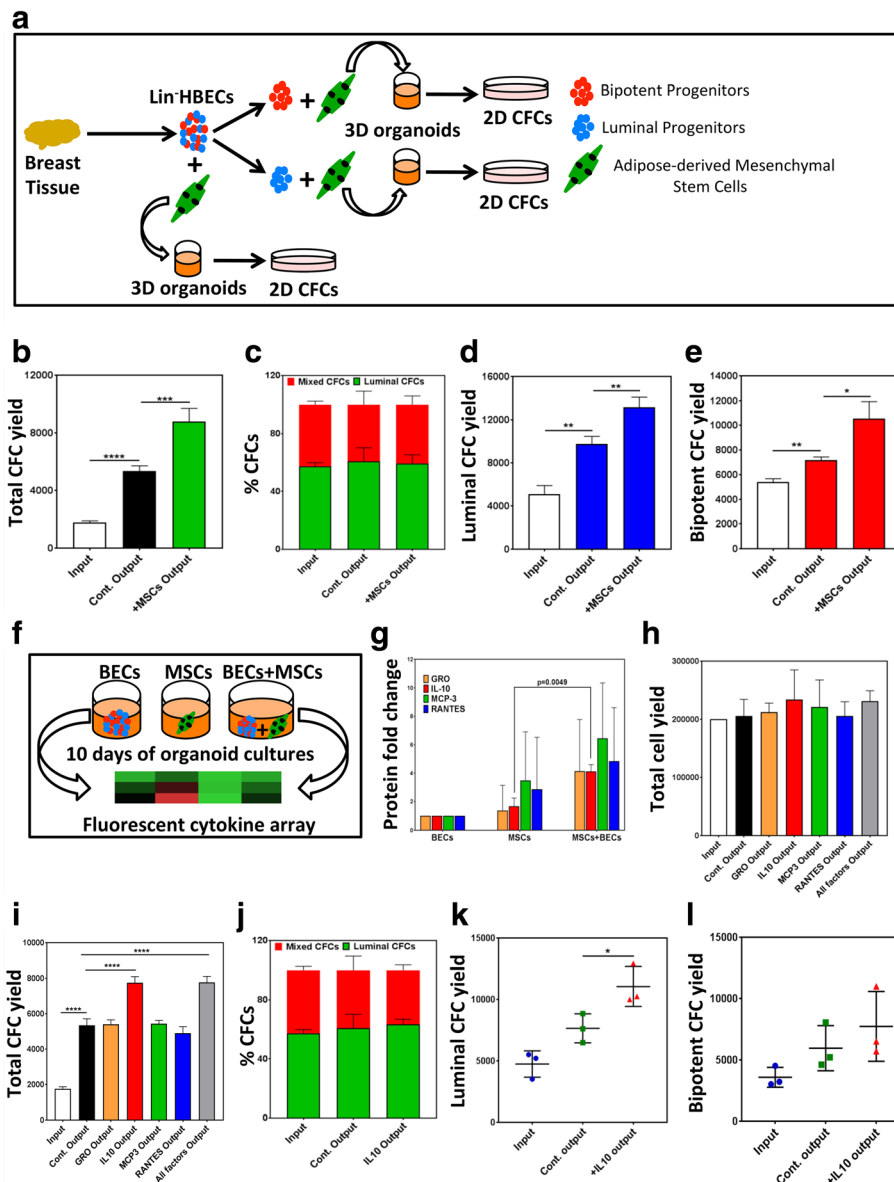 a
Lin-HBECs
Breast
Tissue
3D organoids
2D CFCs
2D CFCs
3D organoids
2D CFCs
Bipotent Progenitors
Luminal Progenitors
Adipose-derived Mesenchymal
Stem Cells
b
Total CFC yield
12000
8000
4000
0
****
***
Input
Cont. Output
+MSCs Output
c
% CFCs
120
80
40
0
Mixed CFCs
Luminal CFCs
Input
Cont. Output
+MSCs Output
d
Luminal CFC yield
16000
12000
8000
4000
0
**
**
Input
Cont. Output
+MSCs Output
e
Bipotent CFC yield
14000
12000
10000
8000
6000
4000
2000
0
**
*
Input
Cont. Output
+MSCs Output
f
BECs
MSCs
BECs+MSCs
10 days of organoid cultures
Fluorescent cytokine array
g
Protein fold change
12
10
8
6
4
2
0
GRO
IL-10
MCP-3
RANTES
p=0.0049
BECs
MSCs
MSCs+BECs
h
Total cell yield
300000
200000
100000
0
Input
Cont. Output
GRO Output
IL10 Output
MCP3 Output
RANTES Output
All factors Output
i
Total CFC yield
10000
8000
6000
4000
2000
0
****
****
****
Input
Cont. Output
GRO Output
IL10 Output
MCP3 Output
RANTES Output
All factors Output
j
% CFCs
120
80
40
0
Mixed CFCs
Luminal CFCs
Input
Cont. Output
IL10 Output
k
Luminal CFC yield
15000
10000
5000
0
*
Input
Cont. output
+IL10 output
l
Bipotent CFC yield
15000
10000
5000
0
Input
Cont. output
+IL10 output